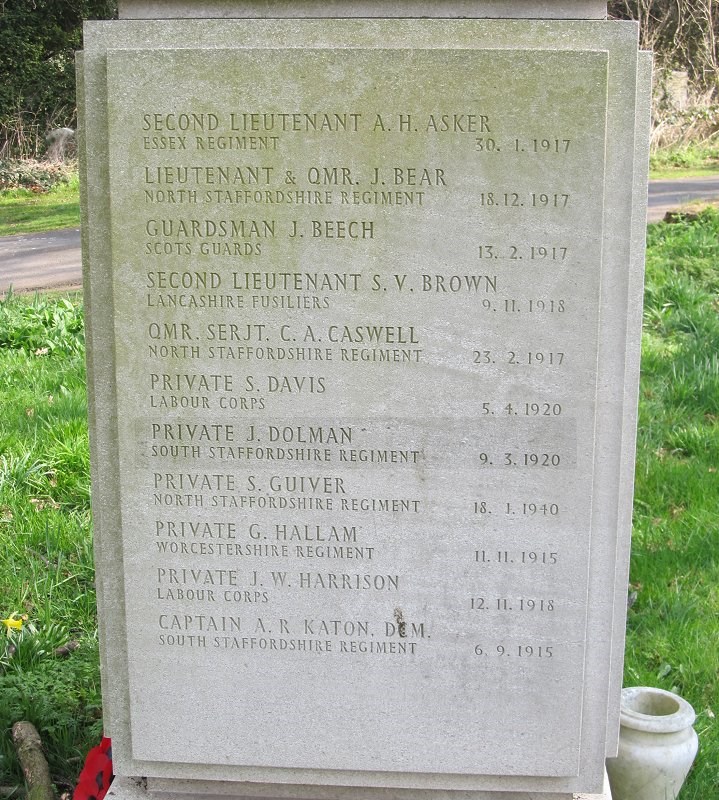 SECOND LIEUTENANT A. H. ASKER
ESSEX REGIMENT 30. 1. 1917
LIEUTENANT & QMR. J. BEAR
NORTH STAFFORDSHIRE REGIMENT 18. 12. 1917
GUARDSMAN J. BEECH
SCOTS GUARDS 13. 2. 1917
SECOND LIEUTENANT S. V. BROWN
LANCASHIRE FUSILIERS 9. 11. 1918
QMR. SERJT. C. A. CASWELL
NORTH STAFFORDSHIRE REGIMENT 23. 2. 1917
PRIVATE S. DAVIS
LABOUR CORPS 5. 4. 1920
PRIVATE J. DOLMAN
SOUTH STAFFORDSHIRE REGIMENT 9. 3. 1920
PRIVATE S. GUIVER
NORTH STAFFORDSHIRE REGIMENT 18. 1. 1940
PRIVATE G. HALLAM
WORCESTERSHIRE REGIMENT 11. 11. 1915
PRIVATE J. W. HARRISON
LABOUR CORPS 12. 11. 1918
CAPTAIN A. R. KATON. DCM.
SOUTH STAFFORDSHIRE REGIMENT 6. 9. 1915